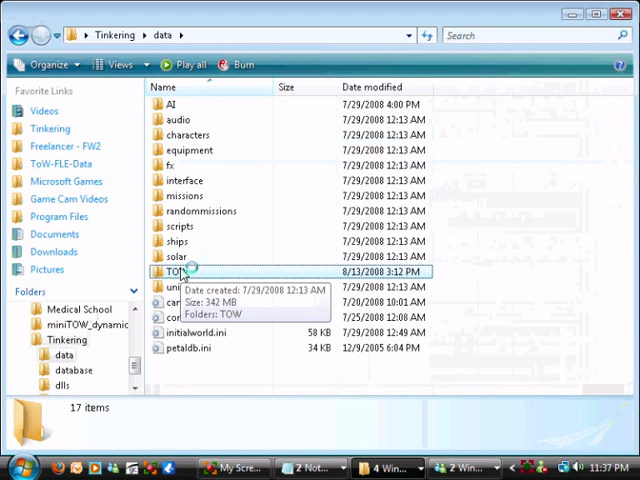 Tinkering
data
Search
Organize
Views
Play all
Burn
Favorite Links
Videos
Tinkering
Freelancer - FW2
ToW-FLE-Data
Microsoft Games
Game Cam Videos
Program Files
Documents
Downloads
Pictures
Folders
Medical School
miniTOW_dynamic
Tinkering
data
database
dlls
Name Size Date modified
AI 7/29/2008 4:00 PM
audio 7/29/2008 12:13 AM
characters 7/29/2008 12:13 AM
equipment 7/29/2008 12:13 AM
fx 7/29/2008 12:13 AM
interface 7/29/2008 12:13 AM
missions 7/29/2008 12:13 AM
randommissions 7/29/2008 12:13 AM
scripts 7/29/2008 12:13 AM
ships 7/29/2008 12:13 AM
solar 7/29/2008 12:13 AM
TOW 8/13/2008 3:12 PM
uni 7/29/2008 12:13 AM
7/20/2008 10:01 AM
7/25/2008 12:08 AM
initialworld.ini 58 KB 7/29/2008 12:49 AM
petaldb.ini 34 KB 12/9/2005 6:04 PM
Date created: 7/29/2008 12:13 AM
Size: 342 MB
Folders: TOW
17 items
My Scre...
2 Not...
4 Win...
2 Win...
11:37 PM